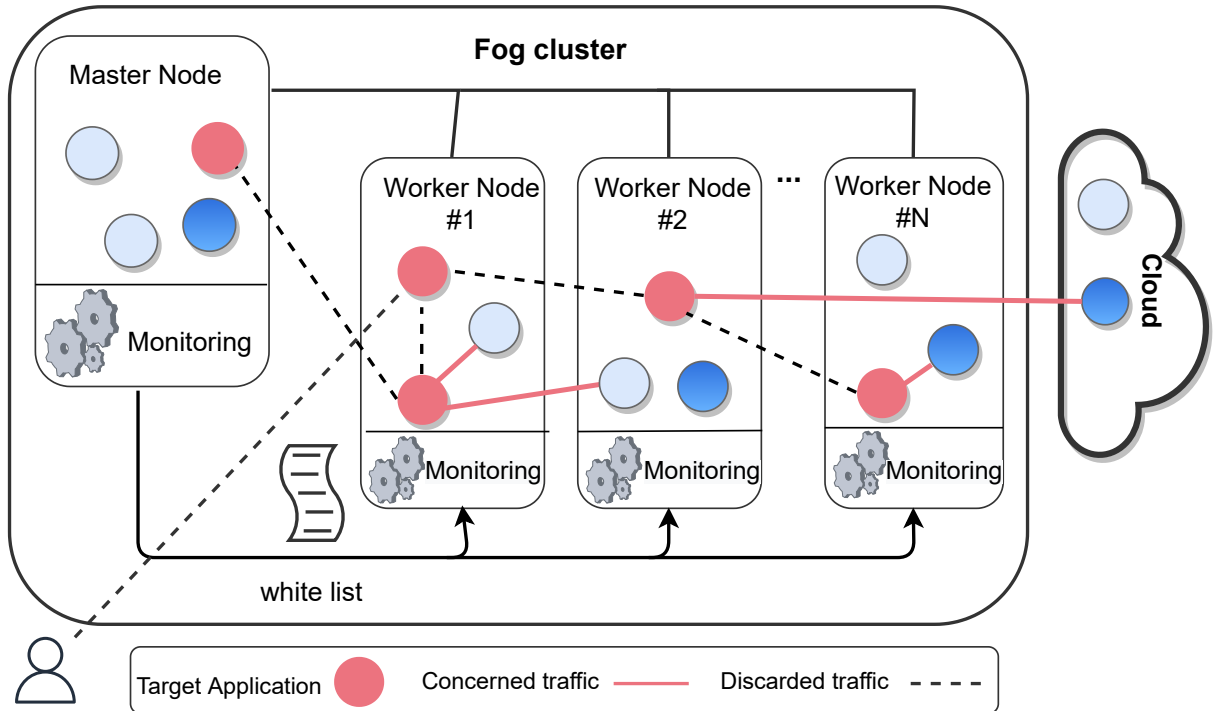 Fog cluster
Master Node
Monitoring
Worker Node
#1
Monitoring
Worker Node
#2
Monitoring
...
Worker Node
#N
Monitoring
Cloud
white list
Target Application
Concerned traffic
Discarded traffic